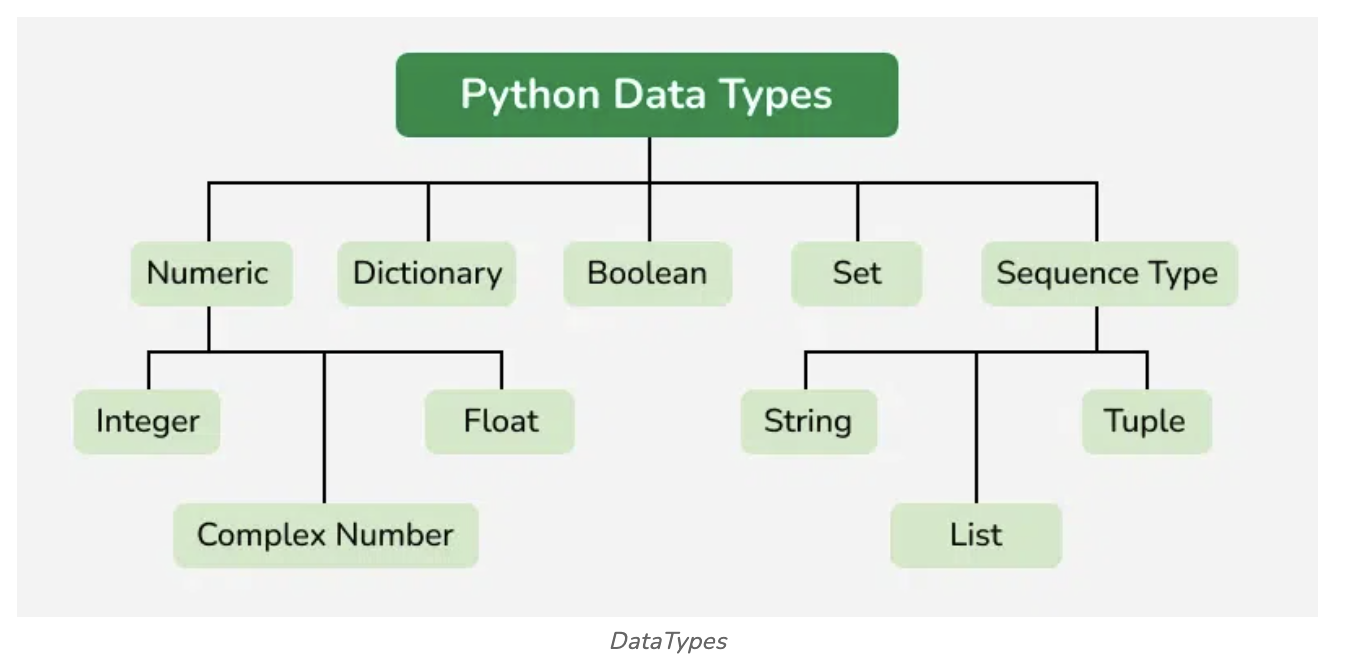 Python Data Types
Numeric
Dictionary
Boolean
Set
Sequence Type
Integer
Float
String
Tuple
Complex Number
List
DataTypes